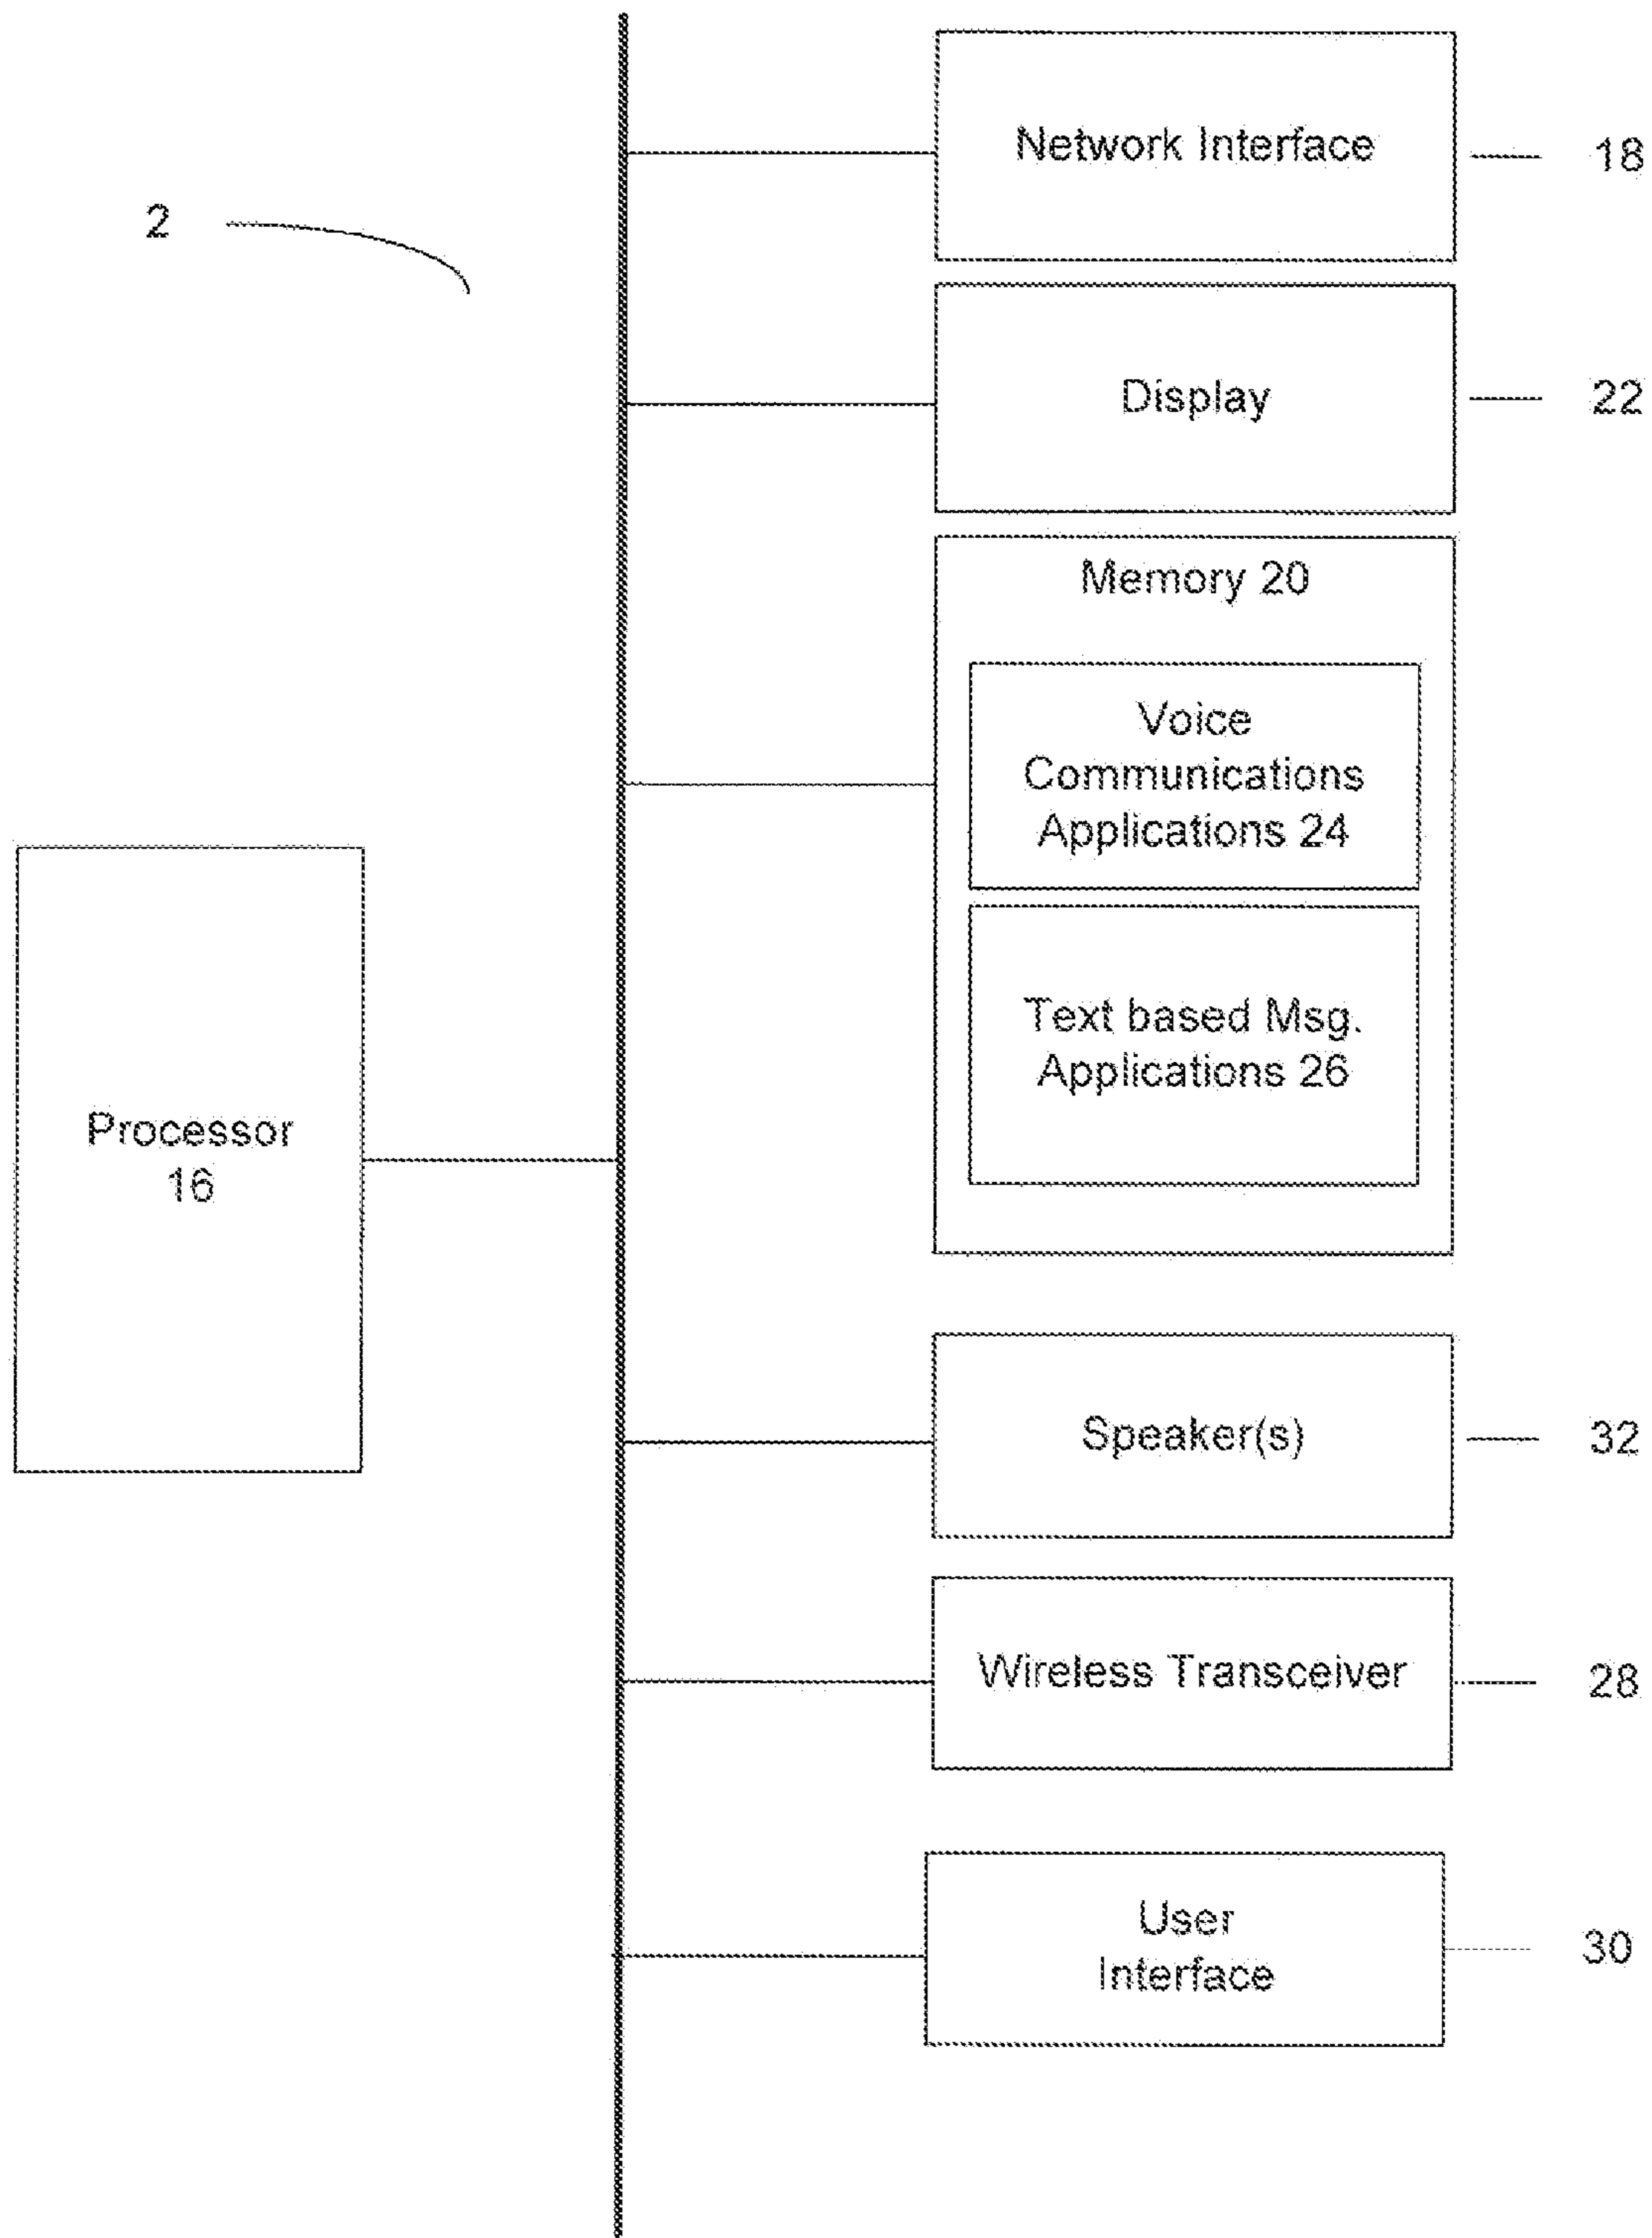 Network Interface
18
2
Display
22
Memory 20
Voice
Communications
Applications 24
Text based Msg.
Applications 26
Processor
16
Speaker(s)
32
Wireless Transceiver
28
User
Interface
30